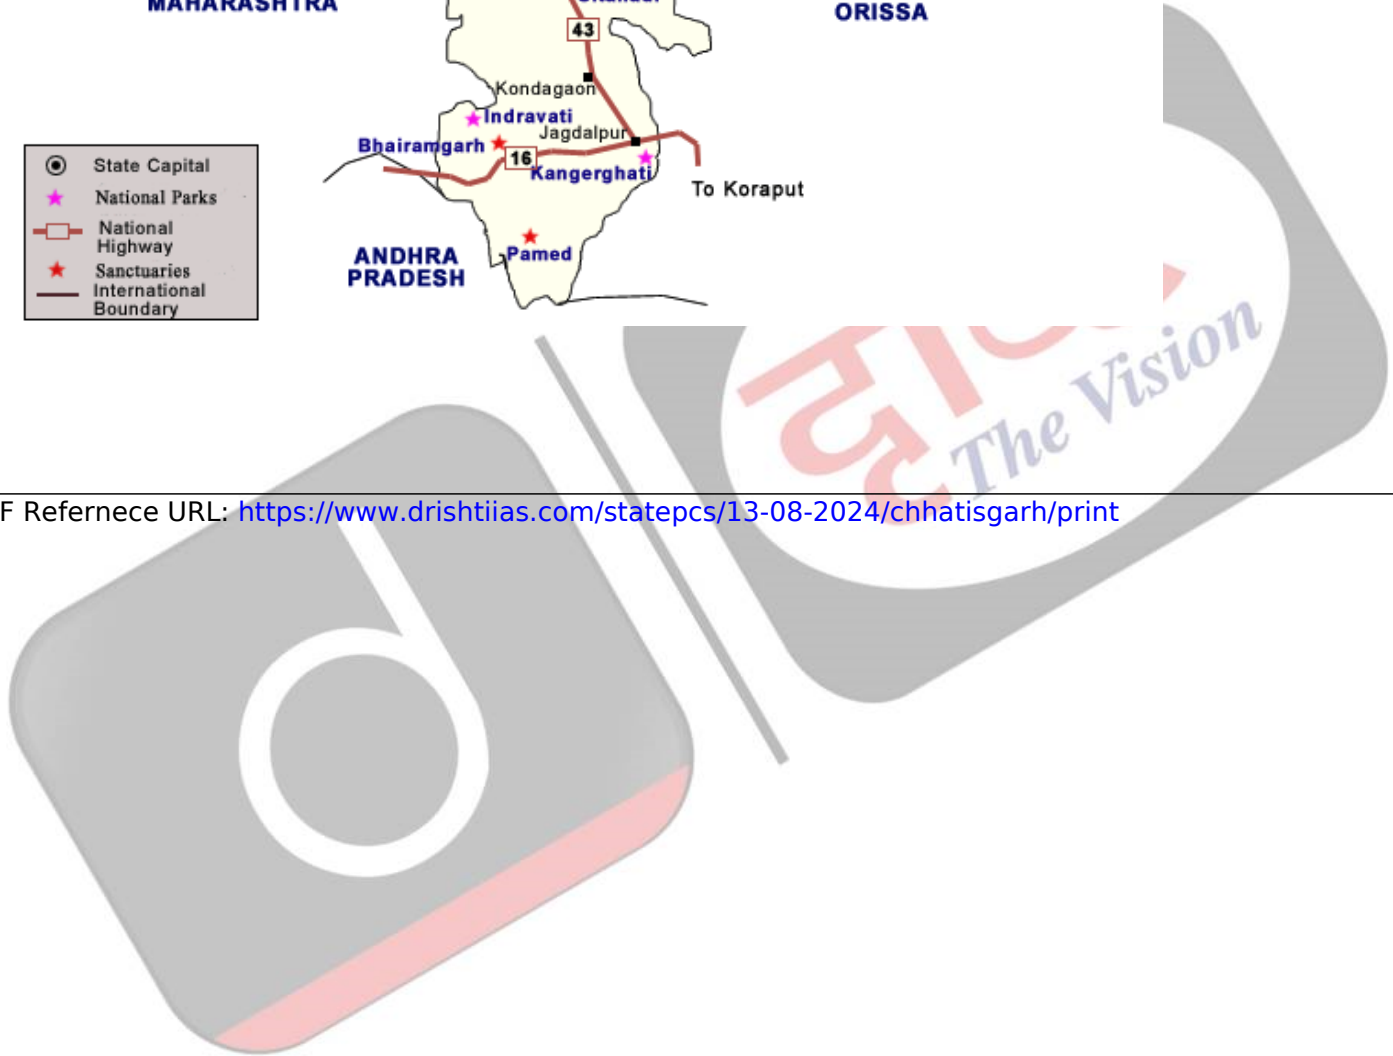 MAHARASHTRA
ORISSA
43
Kondagaon
Indravati
Jagdalpur
Bhairamgarh
16
Kangerghati
To Koraput
State Capital
National Parks
National
Highway
Sanctuaries
International
Boundary
ANDHRA
PRADESH
Pamed
The Vision
F Refernece URL: https://www.drishtiias.com/statepcs/13-08-2024/chhatisgarh/print